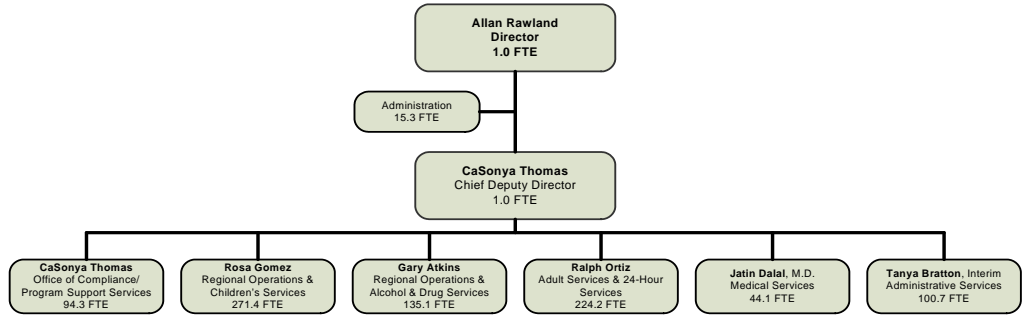 Allan Rawland
Director
1.0 FTE
Administration
15.3 FTE
CaSonya Thomas
Chief Deputy Director
1.0 FTE
CaSonya Thomas
Office of Compliance/
Program Support Services
94.3 FTE
Rosa Gomez
Regional Operations &
Children's Services
271.4 FTE
Gary Atkins
Regional Operations &
Alcohol & Drug Services
135.1 FTE
Ralph Ortiz
Adult Services & 24-Hour
Services
224.2 FTE
Jatin Dalal, M.D.
Medical Services
44.1 FTE
Tanya Bratton, Interim
Administrative Services
100.7 FTE